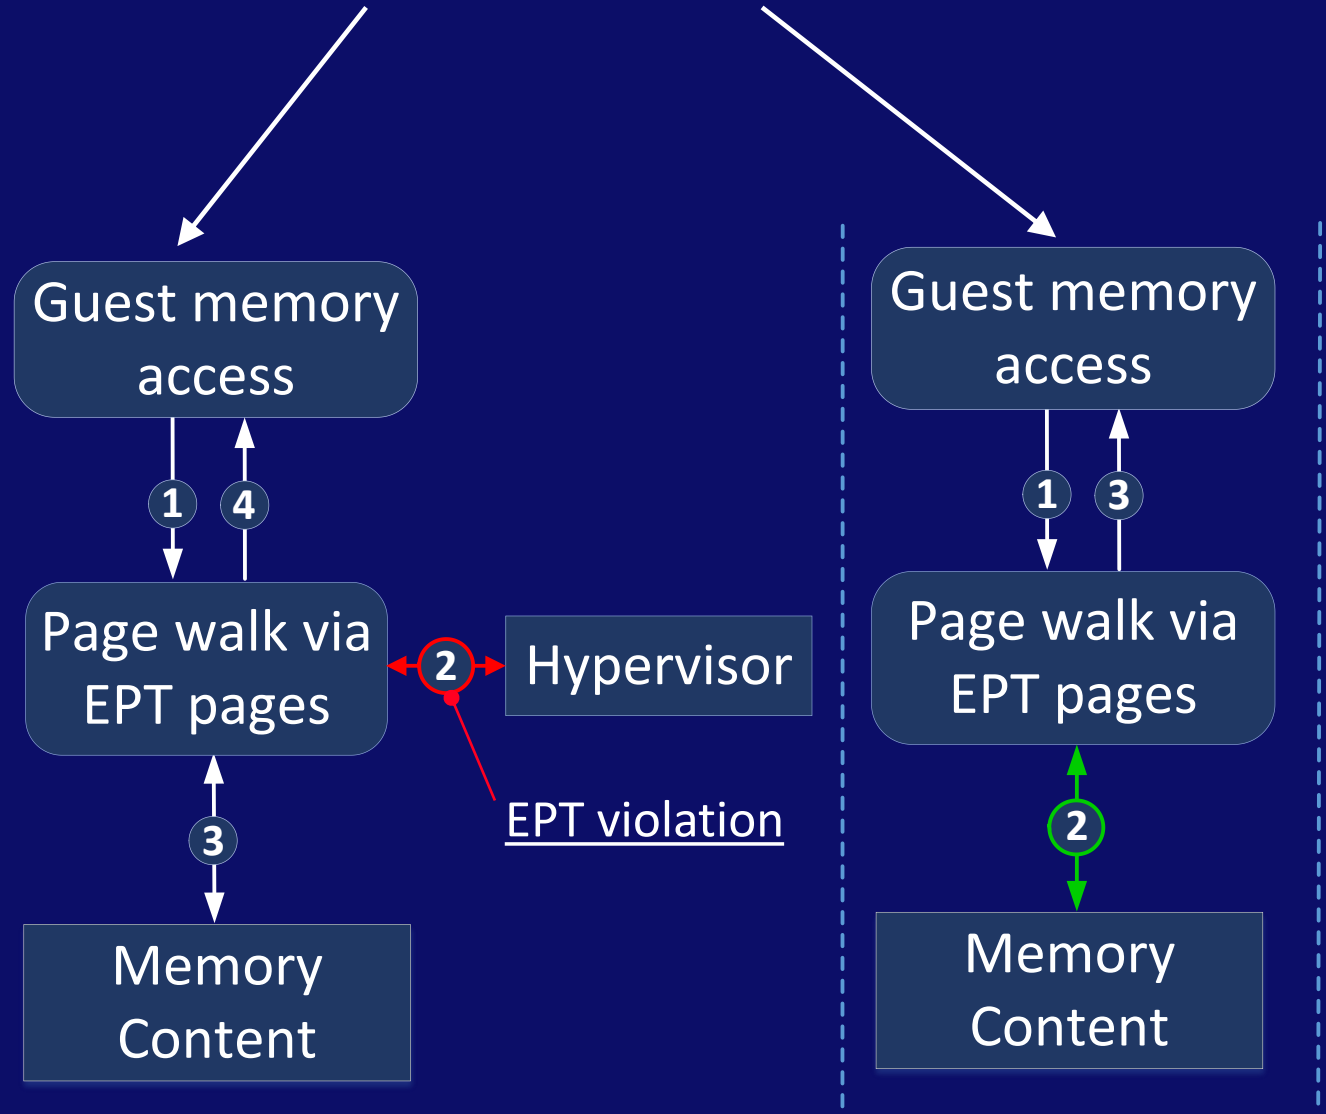 Guest memory
access
1
4
Page walk via
EPT pages
2
Hypervisor
EPT violation
3
Memory
Content
Guest memory
access
1
3
Page walk via
EPT pages
2
Memory
Content